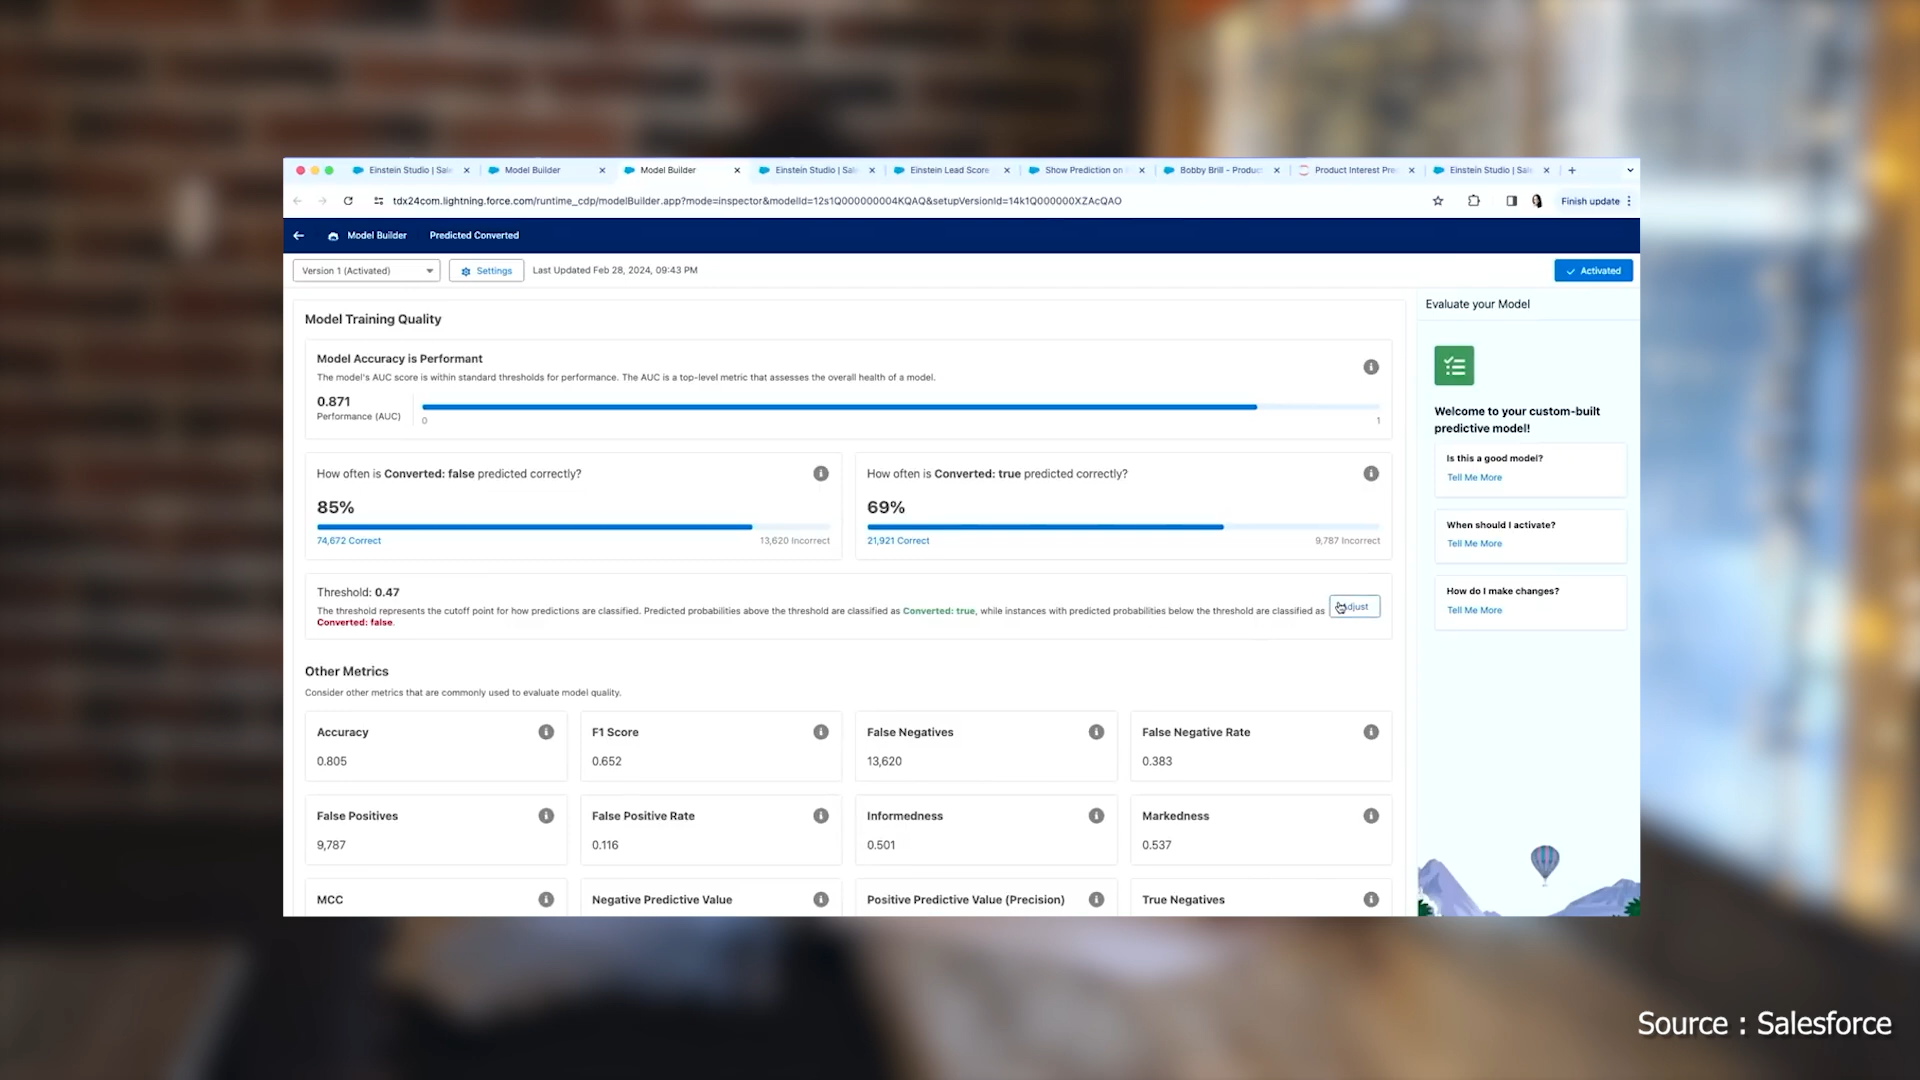 Einstein Studio | Sale
Model Builder
Model Builder
Einstein Studio | Sale
Einstein Lead Score
Show Prediction on
Bobby Brill - Product
Product Interest Pre
Einstein Studio | Sale
tdx24com.lightning.force.com/runtime_cdp/modelBuilder.app?mode=inspector&modelId=12s1Q000000004KQAQ&setupVersionId=14k1Q000000XZAcQAO
Finish update
Model Builder
Predicted Converted
Version 1 (Activated)
Settings
Last Updated Feb 28, 2024, 09:43 PM
Activated
Model Training Quality
Model Accuracy is Performant
The model's AUC score is within standard thresholds for performance. The AUC is a top-level metric that assesses the overall health of a model.
0.871
Performance (AUC)
0
1
How often is Converted: false predicted correctly?
85%
74,672 Correct
13,620 Incorrect
How often is Converted: true predicted correctly?
69%
21,921 Correct
9,787 Incorrect
Threshold: 0.47
The threshold represents the cutoff point for how predictions are classified. Predicted probabilities above the threshold are classified as Converted: true, while instances with predicted probabilities below the threshold are classified as
Converted: false.
Other Metrics
Consider other metrics that are commonly used to evaluate model quality.
Accuracy
0.805
F1 Score
0.652
False Negatives
13,620
False Negative Rate
0.383
False Positives
9,787
False Positive Rate
0.116
Informedness
0.501
Markedness
0.537
MCC
Negative Predictive Value
Positive Predictive Value (Precision)
True Negatives
Evaluate your Model
Welcome to your custom-built
predictive model!
Is this a good model?
Tell Me More
When should I activate?
Tell Me More
How do I make changes?
Tell Me More
Source : Salesforce